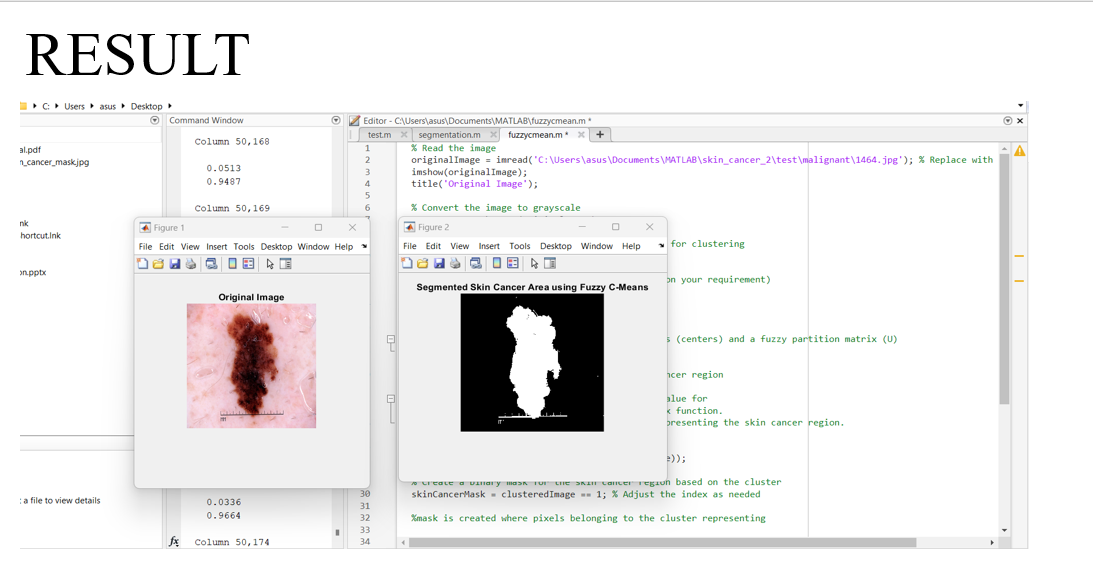 RESULT
C: Users asus Desktop
al.pdf
n_cancer_mask.jpg
nk
hortcut.lnk
on.pptx
t a file to view details
Command Window
Column 50,168
0.0513
0.9487
Column 50,169
0.0336
0.9664
fx Column 50,174
Editor - C:\Users\asus\Documents\MATLAB\fuzzycmean.m *
test.m segmentation.m fuzzycmean.m * +
1 % Read the image
2 originalImage = imread('C:\Users\asus\Documents\MATLAB\skin_cancer_2\test\malignant\1464.jpg'); % Replace with
3 imshow(originalImage);
4 title('Original Image');
5
6 % Convert the image to grayscale
for clustering
on your requirement)
s (centers) and a fuzzy partition matrix (U)
ncer region
alue for
x function.
presenting the skin cancer region.
e));
% Create a binary mask for the skin cancer region based on the cluster
30 skinCancerMask = clusteredImage == 1; % Adjust the index as needed
31
32 %mask is created where pixels belonging to the cluster representing
33
34
Figure 1
File Edit View Insert Tools Desktop Window Help
Original Image
Figure 2
File Edit View Insert Tools Desktop Window Help
Segmented Skin Cancer Area using Fuzzy C-Means